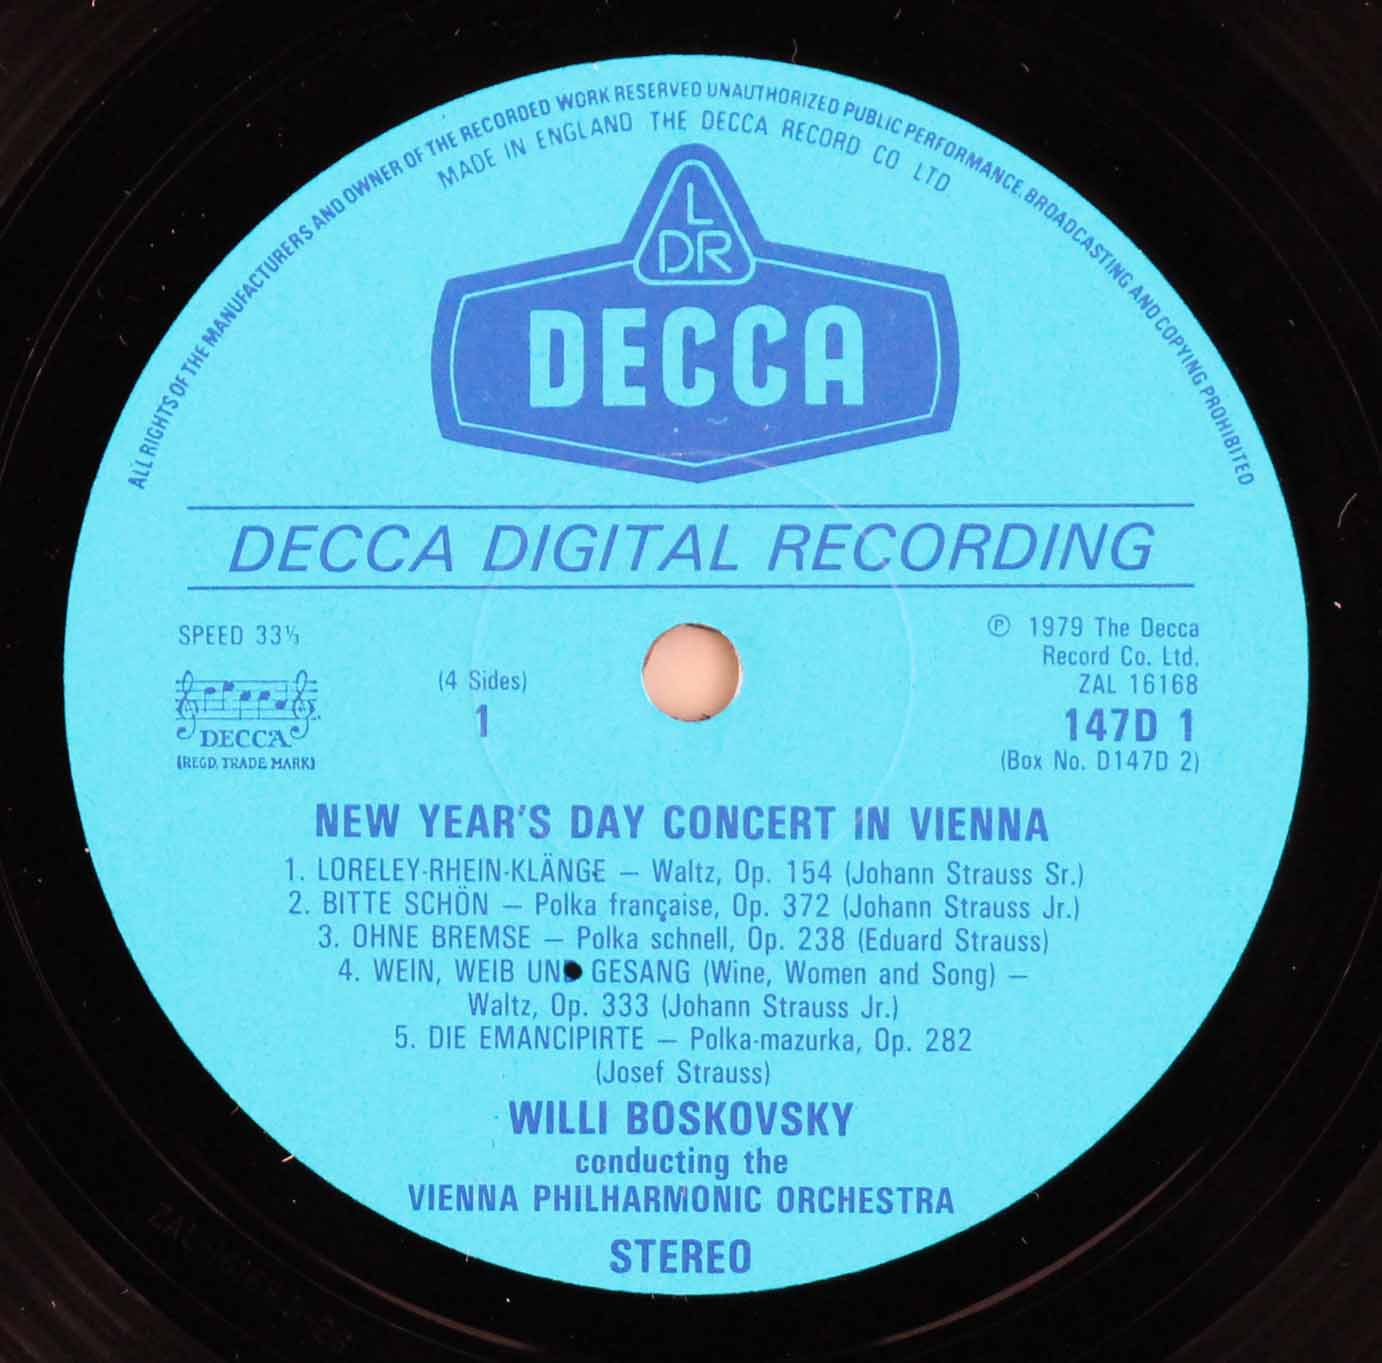 ALL RIGHTS OF THE MANUFACTURERS AND OWNER OF THE RECORDED WORK RESERVED UNAUTHORIZED PUBLIC PERFORMANCE, BROADCASTING AND COPYING PROHIBITED
MADE IN ENGLAND THE DECCA RECORD CO LTD
L
DR
DECCA
DECCA DIGITAL RECORDING
SPEED 33⅓
DECCA
(REGD. TRADE MARK)
(4 Sides)
1
℗ 1979 The Decca
Record Co. Ltd.
ZAL 16168
147D 1
(Box No. D147D 2)
NEW YEAR'S DAY CONCERT IN VIENNA
1. LORELEY-RHEIN-KLÄNGE — Waltz, Op. 154 (Johann Strauss Sr.)
2. BITTE SCHÖN — Polka française, Op. 372 (Johann Strauss Jr.)
3. OHNE BREMSE — Polka schnell, Op. 238 (Eduard Strauss)
4. WEIN, WEIB UND GESANG (Wine, Women and Song) —
Waltz, Op. 333 (Johann Strauss Jr.)
5. DIE EMANCIPIRTE — Polka-mazurka, Op. 282
(Josef Strauss)
WILLI BOSKOVSKY
conducting the
VIENNA PHILHARMONIC ORCHESTRA
STEREO